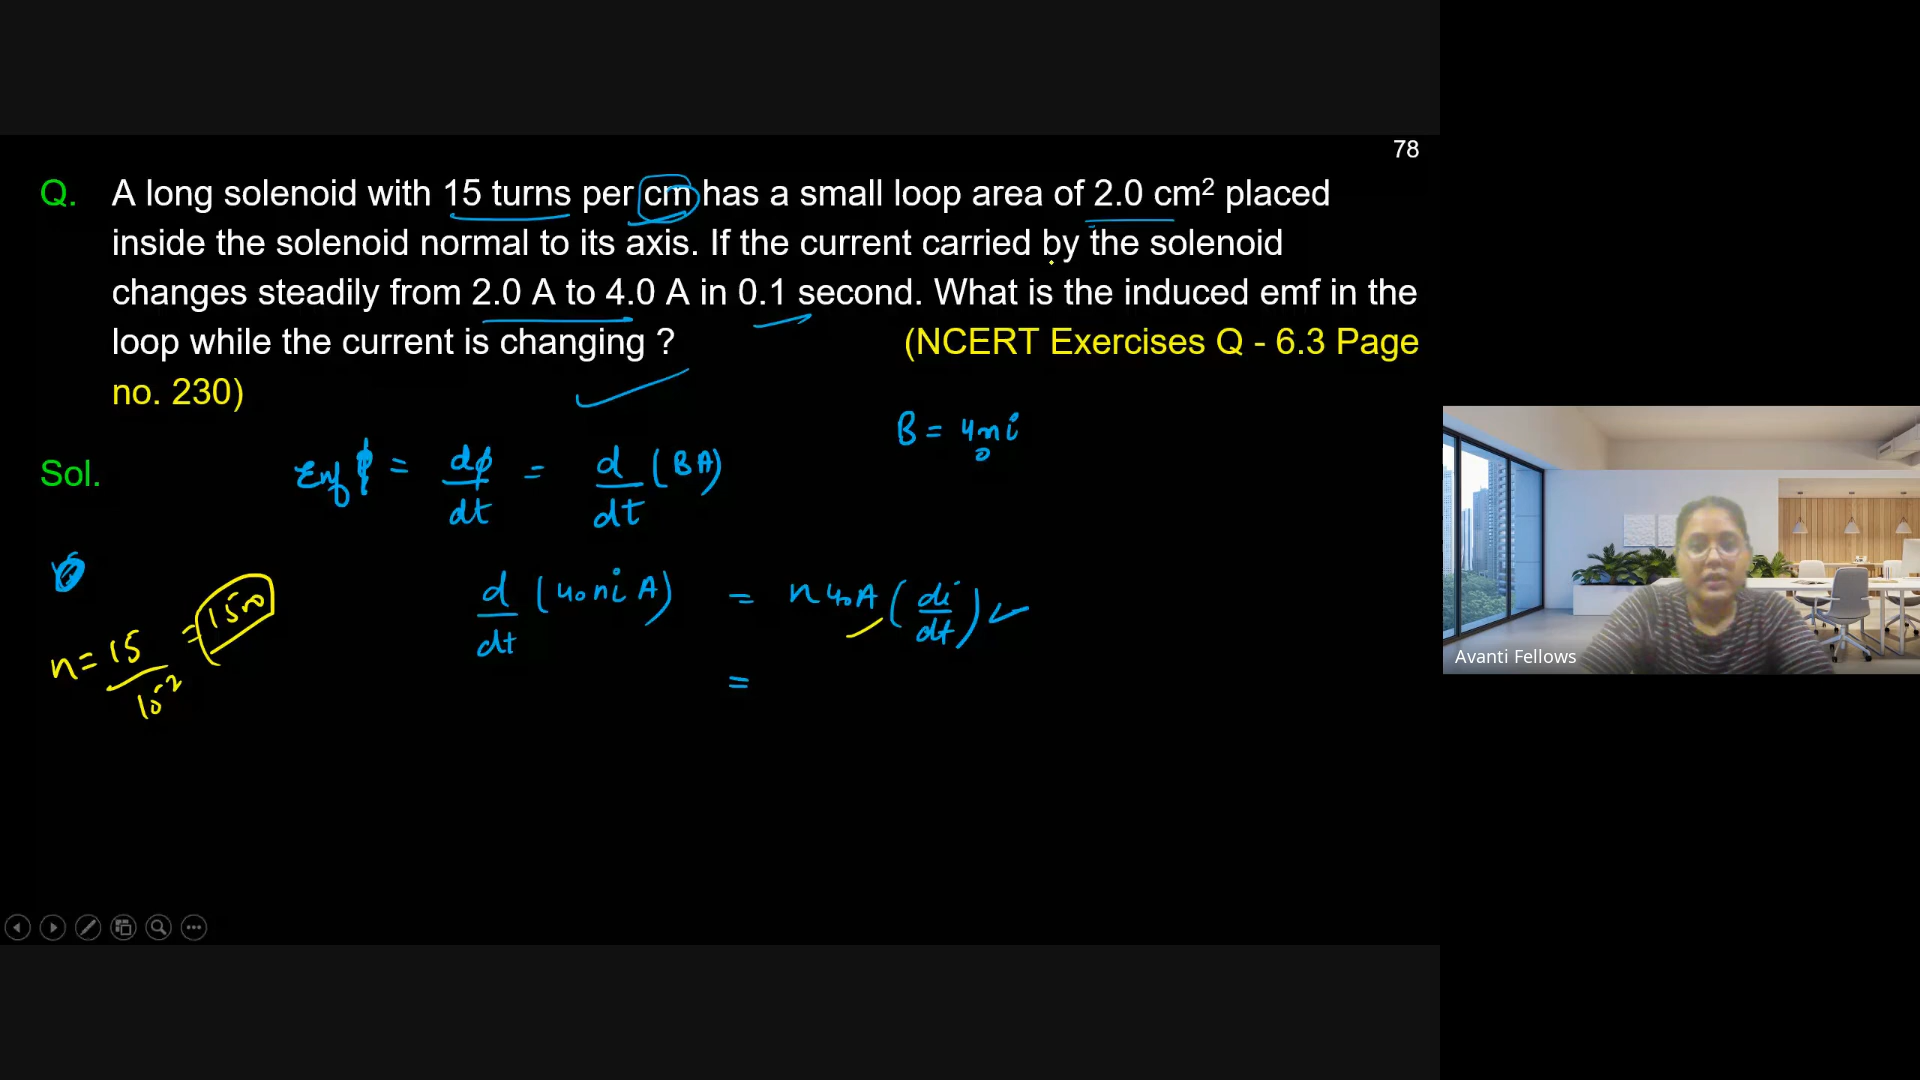 78
Q. A long solenoid with 15 turns per cm has a small loop area of 2.0 cm² placed
inside the solenoid normal to its axis. If the current carried by the solenoid
changes steadily from 2.0 A to 4.0 A in 0.1 second. What is the induced emf in the
loop while the current is changing ? (NCERT Exercises Q - 6.3 Page
no. 230)
B = μ₀ni
Sol. Emf = dϕ/dt = d/dt (BA)
d/dt (μ₀niA) = nμ₀A (di/dt)
n = 15/10⁻² = 1500
=
Avanti Fellows